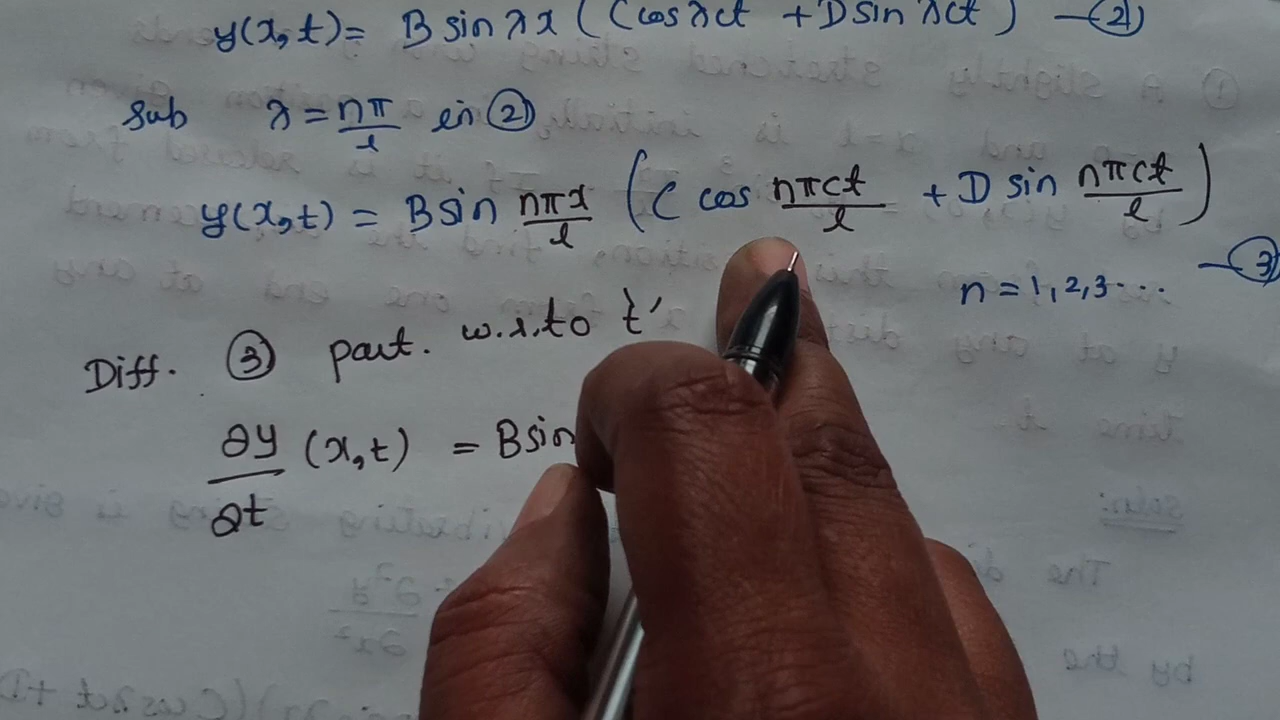 y(x,t) = B sin λx ( C cos λct + D sin λct ) —②
Sub λ = nπ/l in ②
y(x,t) = B sin nπx/l ( C cos nπct/l + D sin nπct/l ) —③
n = 1,2,3...
Diff. ③ part. w.r.to 't'
∂y/∂t (x,t) = B sin